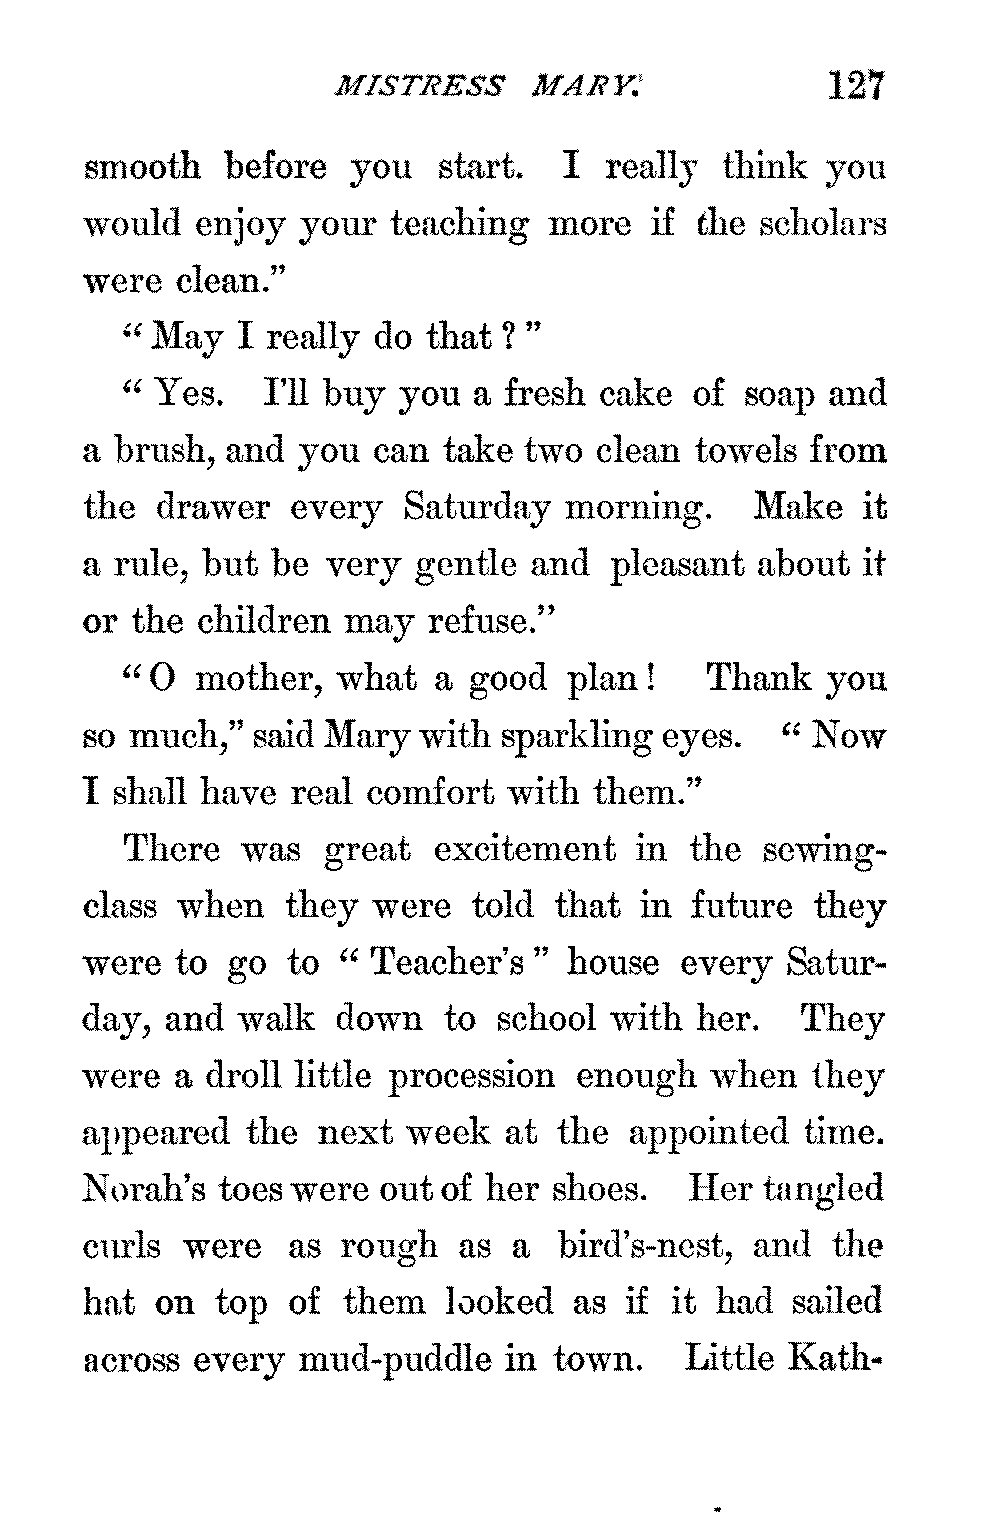 MISTRESS MARY. 127
smooth before you start. I really think you
would enjoy your teaching more if the scholars
were clean."
"May I really do that?"
"Yes. I'll buy you a fresh cake of soap and
a brush, and you can take two clean towels from
the drawer every Saturday morning. Make it
a rule, but be very gentle and pleasant about it
or the children may refuse."
"O mother, what a good plan! Thank you
so much," said Mary with sparkling eyes. "Now
I shall have real comfort with them."
There was great excitement in the sewing-
class when they were told that in future they
were to go to "Teacher's" house every Satur-
day, and walk down to school with her. They
were a droll little procession enough when they
appeared the next week at the appointed time.
Norah's toes were out of her shoes. Her tangled
curls were as rough as a bird's-nest, and the
hat on top of them looked as if it had sailed
across every mud-puddle in town. Little Kath-